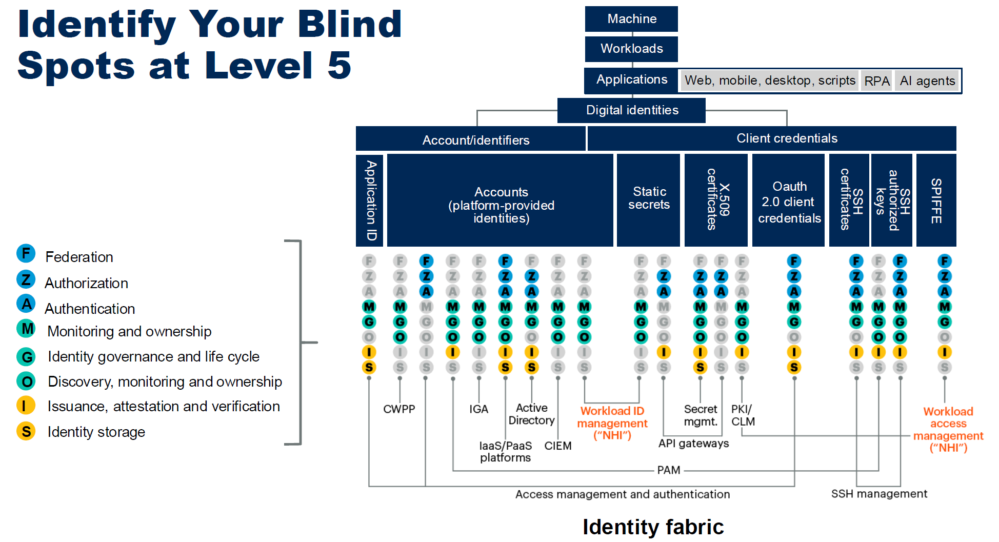 Identify Your Blind
Spots at Level 5
Machine
Workloads
Applications
Web, mobile, desktop, scripts
RPA
AI agents
Digital identities
Account/identifiers
Client credentials
Application ID
Accounts
(platform-provided
identities)
Static
secrets
X.509
certificates
Oauth
2.0 client
credentials
SSH
certificates
SSH
authorized
keys
SPIFFE
F Federation
Z Authorization
A Authentication
M Monitoring and ownership
G Identity governance and life cycle
O Discovery, monitoring and ownership
I Issuance, attestation and verification
S Identity storage
F F F F F F F F F F F F F F F F F F
Z Z Z Z Z Z Z Z Z Z Z Z Z Z Z Z Z Z
A A A A A A A A A A A A A A A A A A
M M M M M M M M M M M M M M M M M M
G G G G G G G G G G G G G G G G G G
O O O O O O O O O O O O O O O O O O
I I I I I I I I I I I I I I I I I I
S S S S S S S S S S S S S S S S S S
CWPP
IGA
Active
Directory
Workload ID
management
(“NHI”)
Secret
mgmt.
PKI/
CLM
Workload
access
management
(“NHI”)
IaaS/PaaS
platforms
CIEM
API gateways
PAM
Access management and authentication
SSH management
Identity fabric